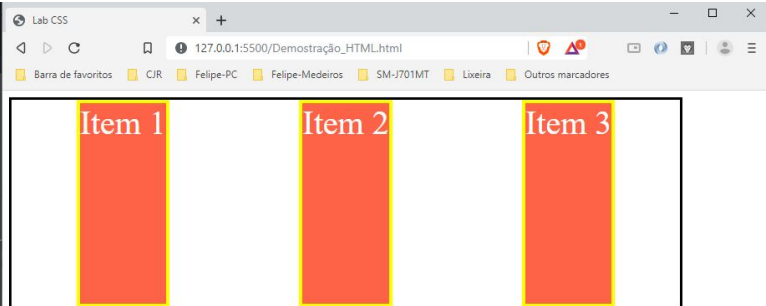 Lab CSS
127.0.0.1:5500/Demostração_HTML.html
Barra de favoritos CJR Felipe-PC Felipe-Medeiros SM-J701MT Lixeira Outros marcadores
Item 1 Item 2 Item 3